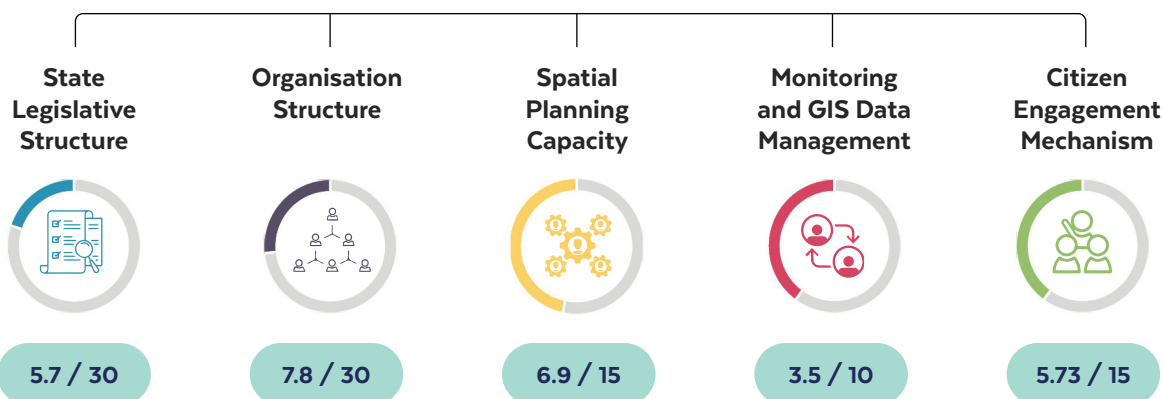 State
Legislative
Structure
Organisation
Structure
Spatial
Planning
Capacity
Monitoring
and GIS Data
Management
Citizen
Engagement
Mechanism
5.7 / 30
7.8 / 30
6.9 / 15
3.5 / 10
5.73 / 15